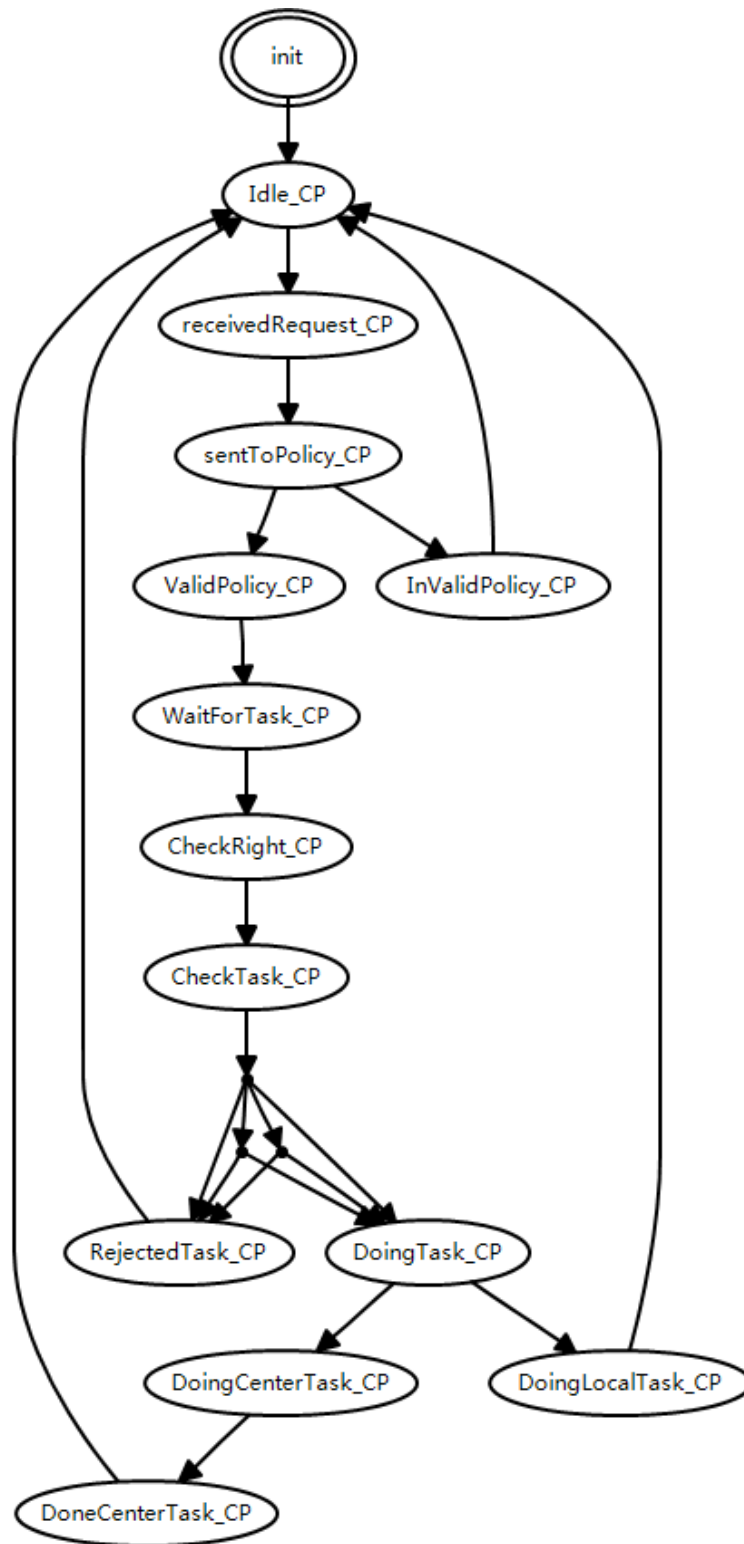 init
Idle_CP
receivedRequest_CP
sentToPolicy_CP
ValidPolicy_CP
InValidPolicy_CP
WaitForTask_CP
CheckRight_CP
CheckTask_CP
RejectedTask_CP
DoingTask_CP
DoingCenterTask_CP
DoingLocalTask_CP
DoneCenterTask_CP